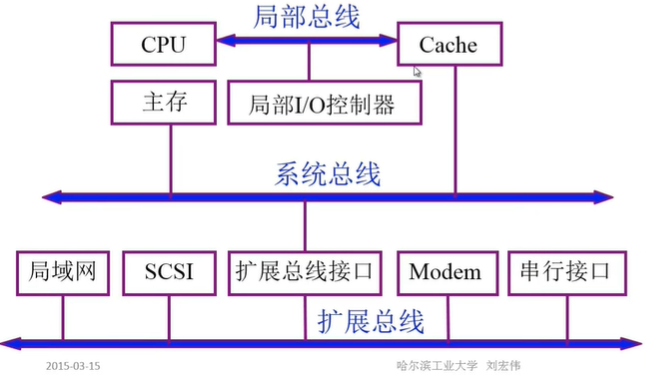 局部总线
CPU
Cache
主存
局部I/O控制器
系统总线
局域网
SCSI
扩展总线接口
Modem
串行接口
扩展总线
2015-03-15
哈尔滨工业大学 刘宏伟